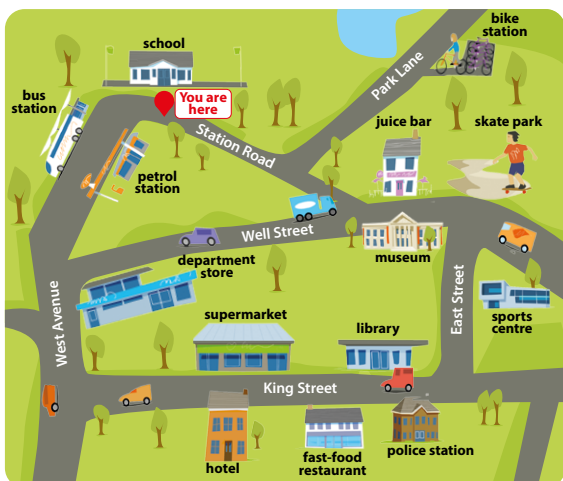 school
bike
station
bus
station
You are
here
Park Lane
juice bar
skate park
Station Road
petrol
station
Well Street
department
store
museum
West Avenue
East Street
sports
centre
supermarket
library
King Street
hotel
fast-food
restaurant
police station